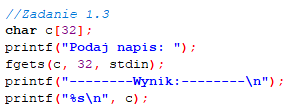 //Zadanie 1.3
char c[32];
printf("Podaj napis: ");
fgets(c, 32, stdin);
printf("--------Wynik:--------\n");
printf("%s\n", c);